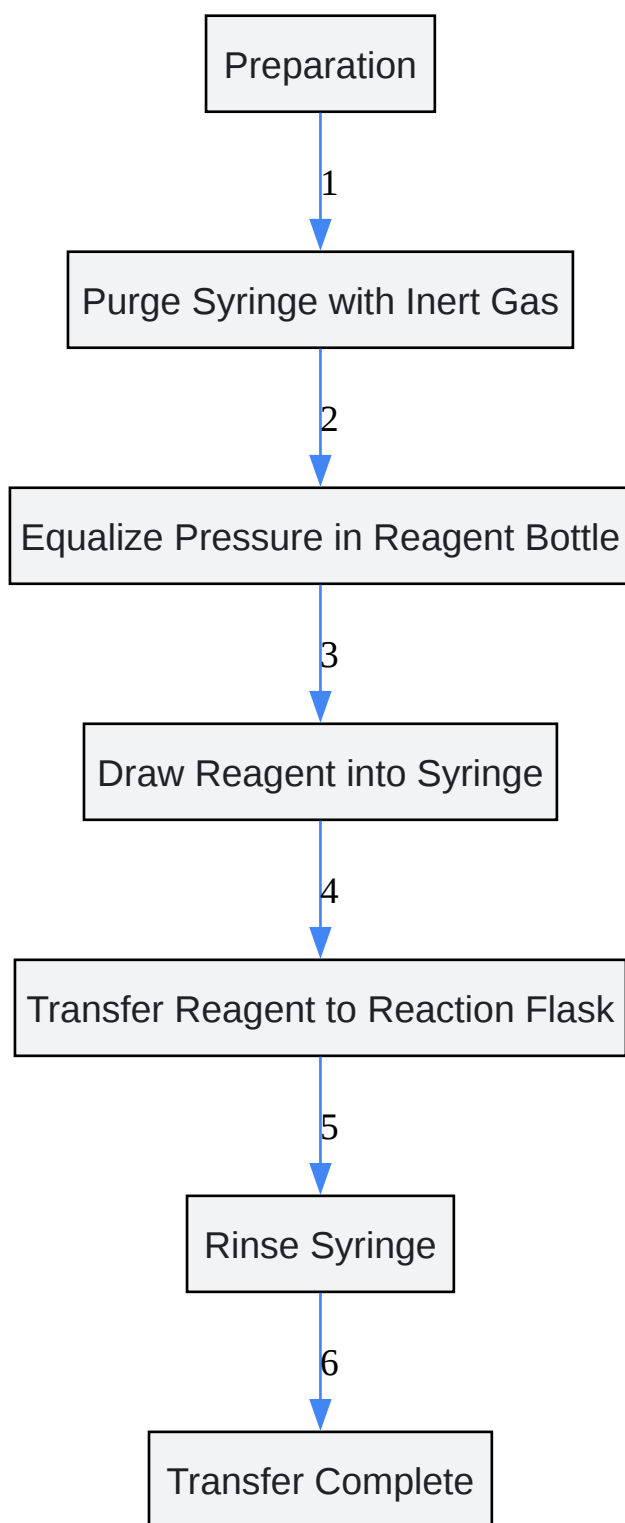 Preparation
1
Purge Syringe with Inert Gas
2
Equalize Pressure in Reagent Bottle
3
Draw Reagent into Syringe
4
Transfer Reagent to Reaction Flask
5
Rinse Syringe
6
Transfer Complete